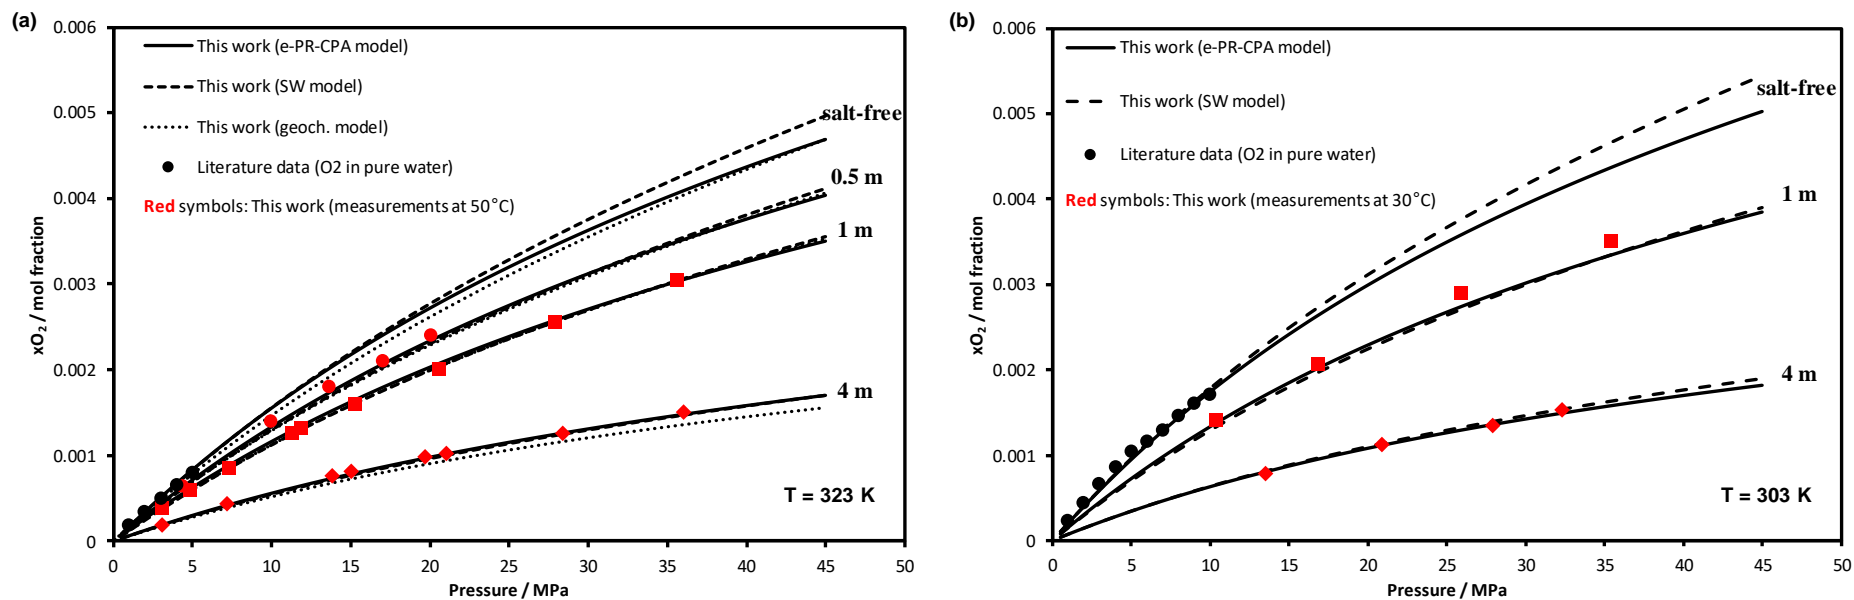 (a)
0.006
0.005
0.004
0.003
0.002
0.001
0
xO₂ / mol fraction
This work (e-PR-CPA model)
This work (SW model)
This work (geoch. model)
Literature data (O2 in pure water)
Red symbols: This work (measurements at 50°C)
salt-free
0.5 m
1 m
4 m
T = 323 K
0 5 10 15 20 25 30 35 40 45 50
Pressure / MPa
(b)
0.006
0.005
0.004
0.003
0.002
0.001
0
xO₂ / mol fraction
This work (e-PR-CPA model)
This work (SW model)
Literature data (O2 in pure water)
Red symbols: This work (measurements at 30°C)
salt-free
1 m
4 m
T = 303 K
0 5 10 15 20 25 30 35 40 45 50
Pressure / MPa